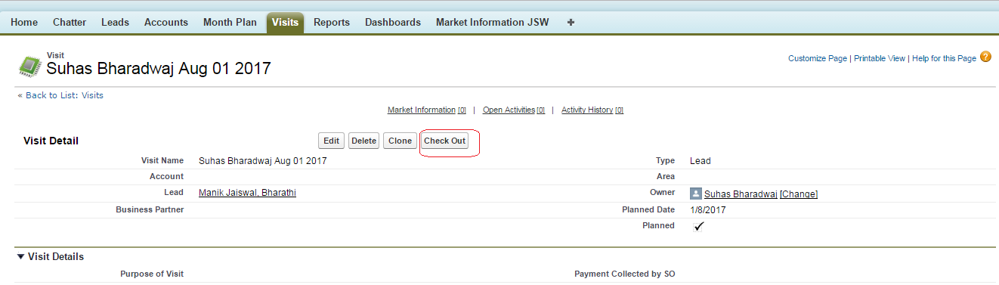 Home Chatter Leads Accounts Month Plan Visits Reports Dashboards Market Information JSW +
Visit
Suhas Bharadwaj Aug 01 2017
Customize Page | Printable View | Help for this Page ?
« Back to List: Visits
Market Information [0] | Open Activities [0] | Activity History [0]
Visit Detail Edit Delete Clone Check Out
Visit Name Suhas Bharadwaj Aug 01 2017 Type Lead
Account Area
Lead Manik Jaiswal, Bharathi Owner Suhas Bharadwaj [Change]
Business Partner Planned Date 1/8/2017
Planned ✓
Visit Details
Purpose of Visit Payment Collected by SO